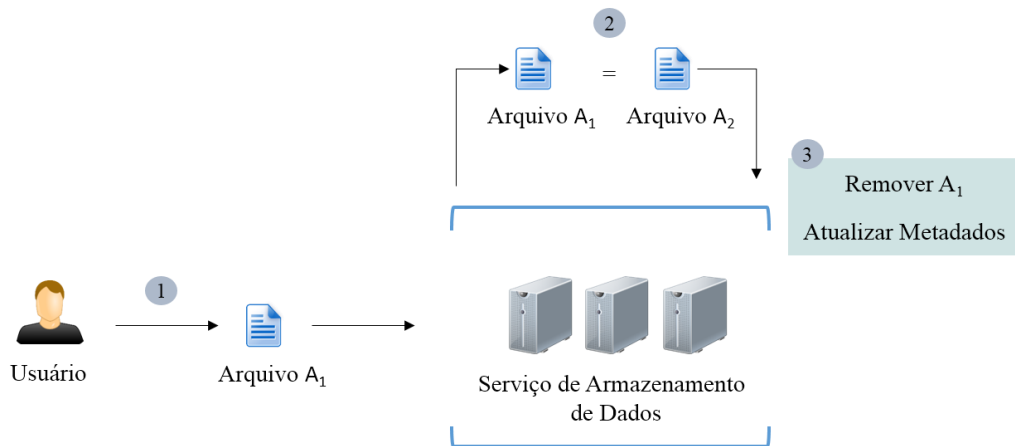 2
=
Arquivo A₁
Arquivo A₂
3
Remover A₁
Atualizar Metadados
1
Usuário
Arquivo A₁
Serviço de Armazenamento
de Dados